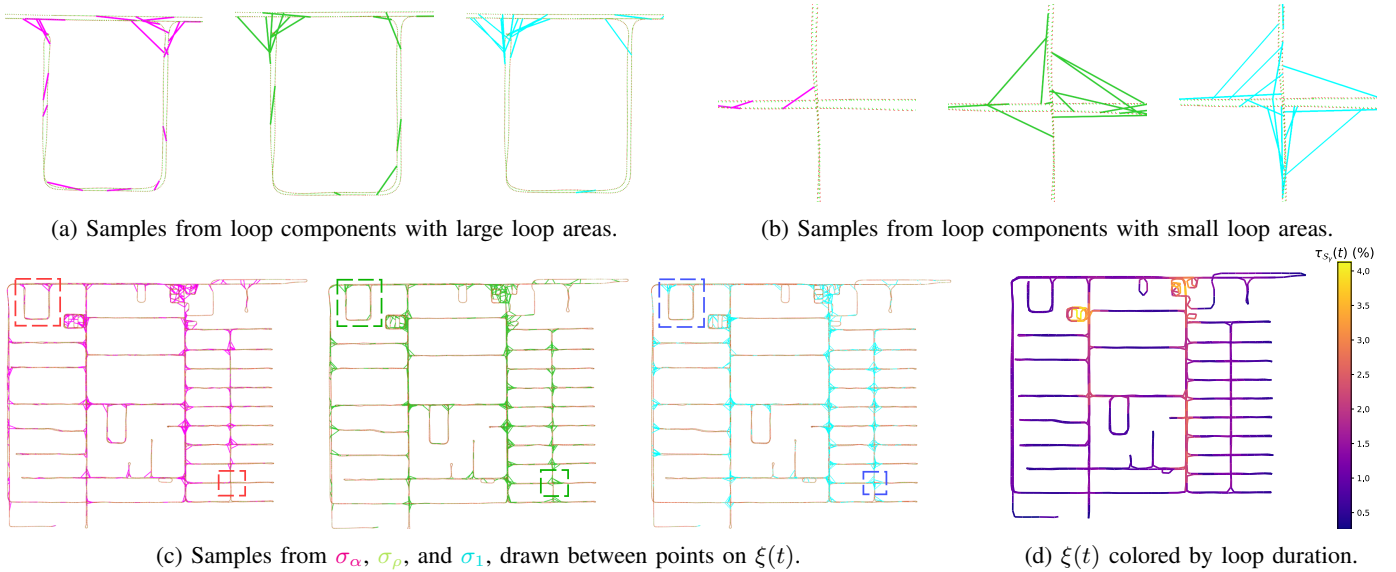 (a) Samples from loop components with large loop areas.
(b) Samples from loop components with small loop areas.
τ_{S_γ}(t) (%)
4.0
3.5
3.0
2.5
2.0
1.5
1.0
0.5
(c) Samples from σ_α, σ_ρ, and σ_1, drawn between points on ξ(t).
(d) ξ(t) colored by loop duration.